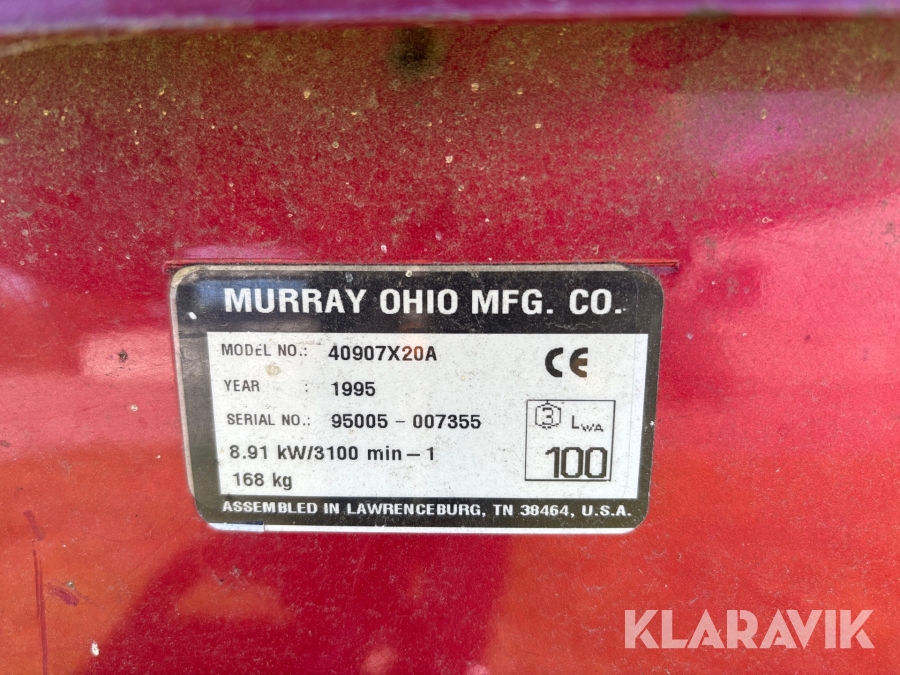 MURRAY OHIO MFG. CO.
MODEL NO.: 40907X20A
CE
YEAR : 1995
SERIAL NO.: 95005 - 007355
3 LWA
100
8.91 kW/3100 min-1
168 kg
ASSEMBLED IN LAWRENCEBURG, TN 38464, U.S.A.
KLARAVIK